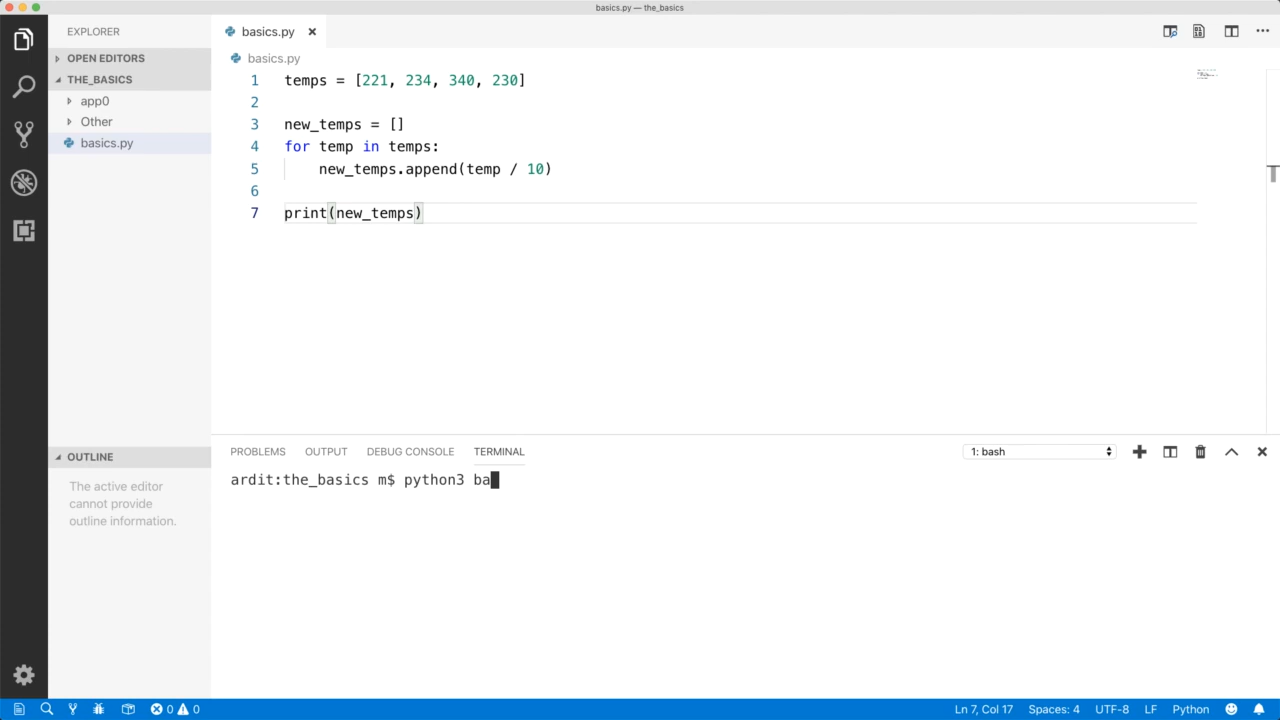 basics.py — the_basics
EXPLORER
OPEN EDITORS
THE_BASICS
app0
Other
basics.py
OUTLINE
The active editor
cannot provide
outline information.
basics.py
basics.py
1 temps = [221, 234, 340, 230]
2
3 new_temps = []
4 for temp in temps:
5     new_temps.append(temp / 10)
6
7 print(new_temps)
PROBLEMS OUTPUT DEBUG CONSOLE TERMINAL 1: bash
ardit:the_basics m$ python3 ba
0 0 Ln 7, Col 17 Spaces: 4 UTF-8 LF Python